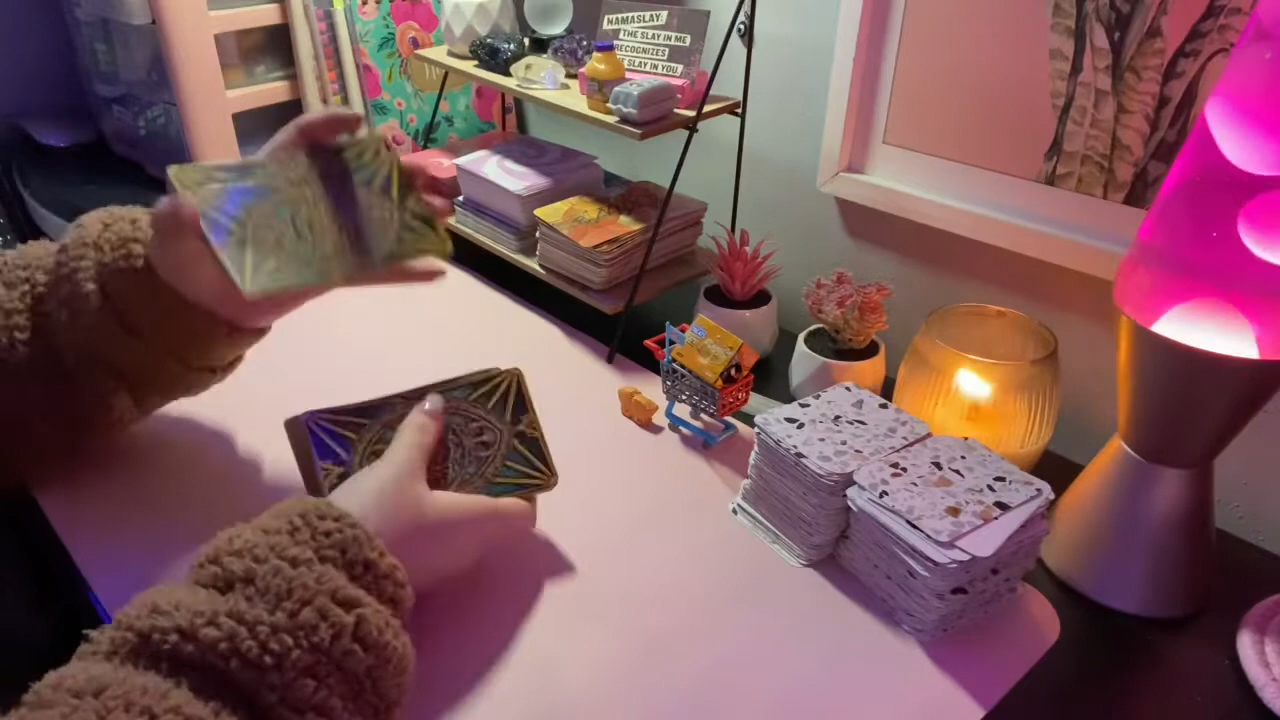 NAMASLAY:
THE SLAY IN ME
RECOGNIZES
THE SLAY IN YOU.